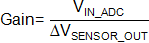 Gain= V_IN_ADC / ΔV_SENSOR_OUT